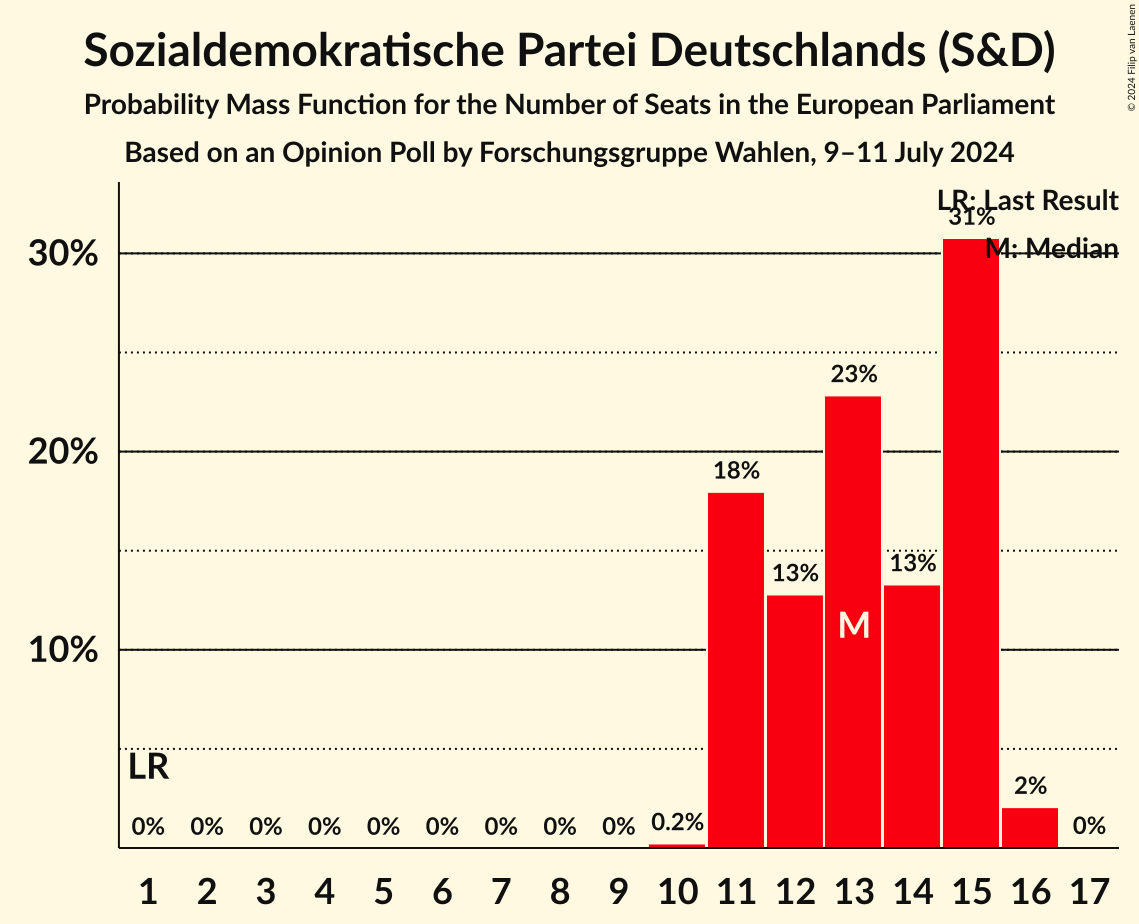 Sozialdemokratische Partei Deutschlands (S&D)
Probability Mass Function for the Number of Seats in the European Parliament
Based on an Opinion Poll by Forschungsgruppe Wahlen, 9–11 July 2024
© 2024 Filip van Laenen
LR: Last Result
M: Median
30%
20%
10%
LR
M
0% 0% 0% 0% 0% 0% 0% 0% 0% 0.2% 18% 13% 23% 13% 31% 2% 0%
1 2 3 4 5 6 7 8 9 10 11 12 13 14 15 16 17